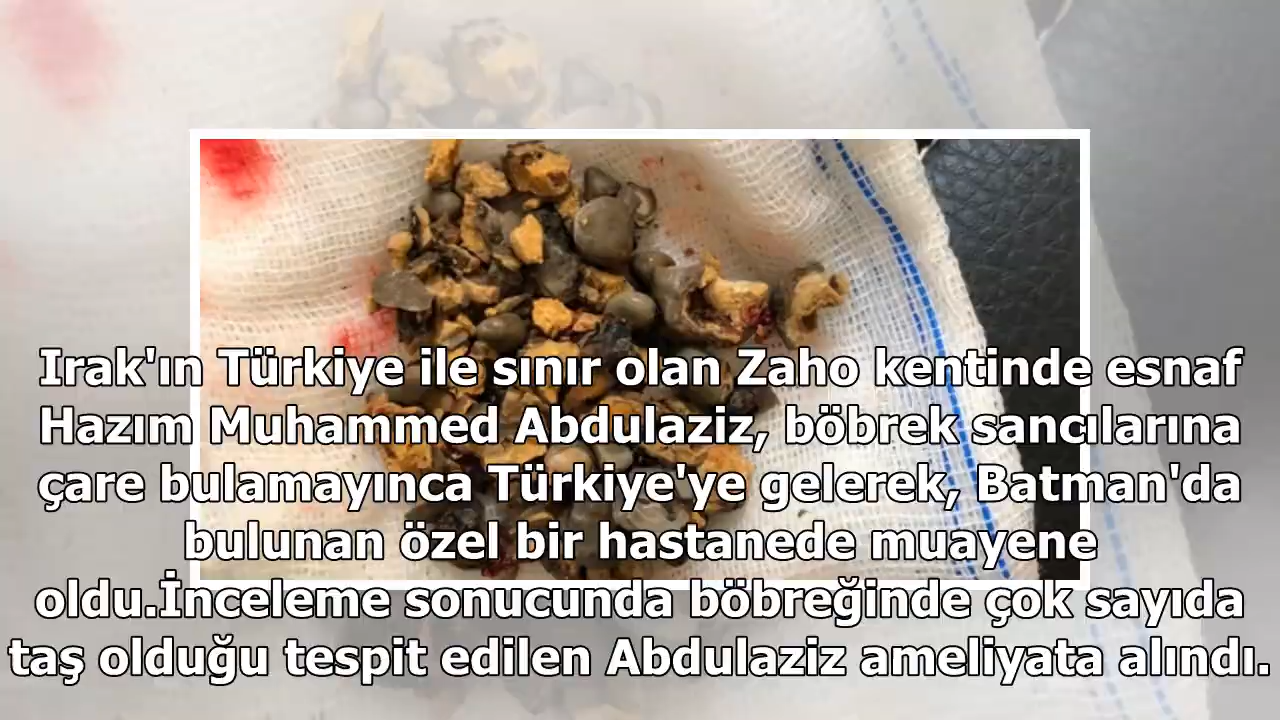 Irak'ın Türkiye ile sınır olan Zaho kentinde esnaf
Hazım Muhammed Abdulaziz, böbrek sancılarına
çare bulamayınca Türkiye'ye gelerek, Batman'da
bulunan özel bir hastanede muayene
oldu.İnceleme sonucunda böbreğinde çok sayıda
taş olduğu tespit edilen Abdulaziz ameliyata alındı.